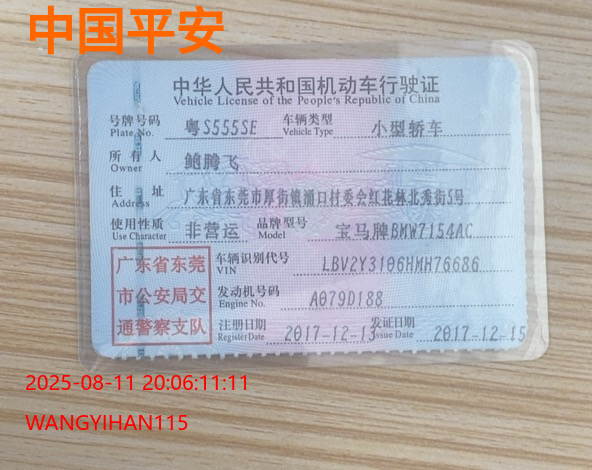 中国平安
中华人民共和国机动车行驶证
Vehicle License of the People's Republic of China
号牌号码 粤S555SE 车辆类型 小型轿车
Plate No. Vehicle Type
所有人 鲍腾飞
Owner
住址 广东省东莞市厚街镇涌口村委会红花林北秀街5号
Address
使用性质 非营运 品牌型号 宝马牌BMW7154AC
Use Character Model
广东省东莞
市公安局交
通警察支队
车辆识别代号 LBV2Y3106HMH76686
VIN
发动机号码 A079D188
Engine No.
注册日期 2017-12-13 发证日期 2017-12-15
Register Date Issue Date
2025-08-11 20:06:11:11
WANGYIHAN115